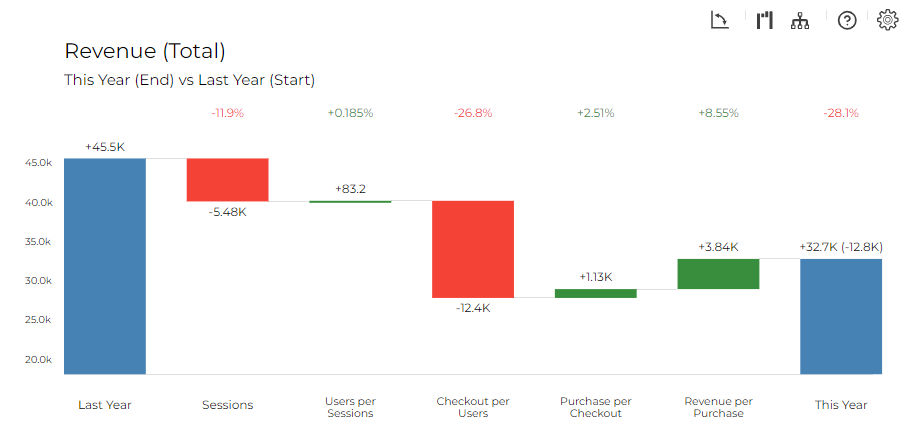 ?
Revenue (Total)
This Year (End) vs Last Year (Start)
-11.9% +0.185% -26.8% +2.51% +8.55% -28.1%
+45.5K
45.0k
+83.2
40.0k
-5.48K
35.0k
+3.84K +32.7K (-12.8K)
30.0k
+1.13K
25.0k
-12.4K
20.0k
Last Year
Sessions
Users per
Sessions
Checkout per
Users
Purchase per
Checkout
Revenue per
Purchase
This Year